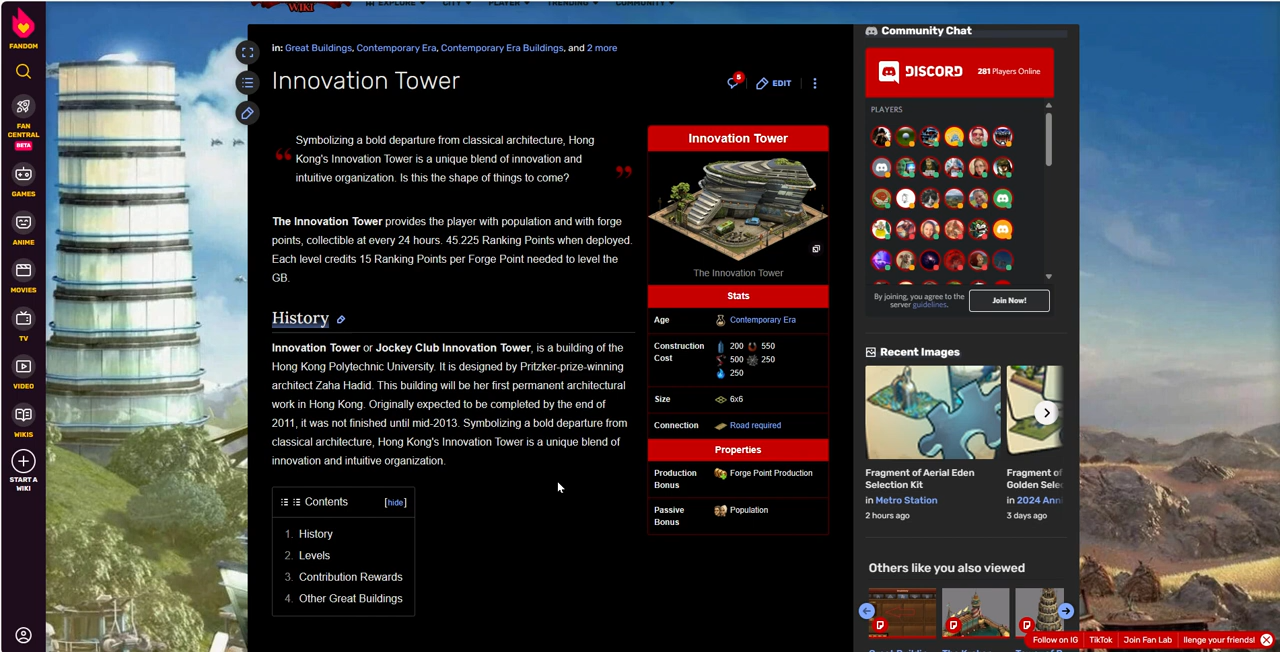 WIKI
EXPLORE
CITY
PLAYER
TRENDING
COMMUNITY
FANDOM
FAN
CENTRAL
BETA
GAMES
ANIME
MOVIES
TV
VIDEO
WIKIS
START A
WIKI
in: Great Buildings, Contemporary Era, Contemporary Era Buildings, and 2 more
Innovation Tower
5
EDIT
Symbolizing a bold departure from classical architecture, Hong
Kong's Innovation Tower is a unique blend of innovation and
intuitive organization. Is this the shape of things to come?
The Innovation Tower provides the player with population and with forge
points, collectible at every 24 hours. 45.225 Ranking Points when deployed.
Each level credits 15 Ranking Points per Forge Point needed to level the
GB.
History
Innovation Tower or Jockey Club Innovation Tower, is a building of the
Hong Kong Polytechnic University. It is designed by Pritzker-prize-winning
architect Zaha Hadid. This building will be her first permanent architectural
work in Hong Kong. Originally expected to be completed by the end of
2011, it was not finished until mid-2013. Symbolizing a bold departure from
classical architecture, Hong Kong's Innovation Tower is a unique blend of
innovation and intuitive organization.
Contents [hide]
1. History
2. Levels
3. Contribution Rewards
4. Other Great Buildings
Innovation Tower
The Innovation Tower
Stats
Age Contemporary Era
Construction 200 550
Cost 500 250
250
Size 6x6
Connection Road required
Properties
Production Forge Point Production
Bonus
Passive Population
Bonus
Community Chat
DISCORD 281 Players Online
PLAYERS
By joining, you agree to the
server guidelines.
Join Now!
Recent Images
Fragment of Aerial Eden
Selection Kit
in Metro Station
2 hours ago
Fragment of
Golden Sele
in 2024 Ann
3 days ago
Others like you also viewed
Follow on IG TikTok Join Fan Lab llenge your friends!